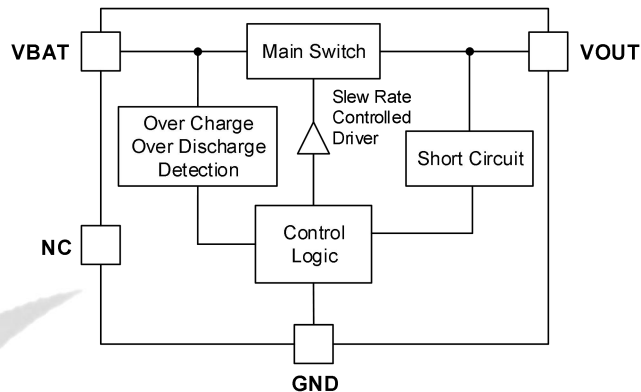 VBAT
Main Switch
VOUT
Slew Rate
Controlled
Driver
Over Charge
Over Discharge
Detection
Short Circuit
NC
Control
Logic
GND